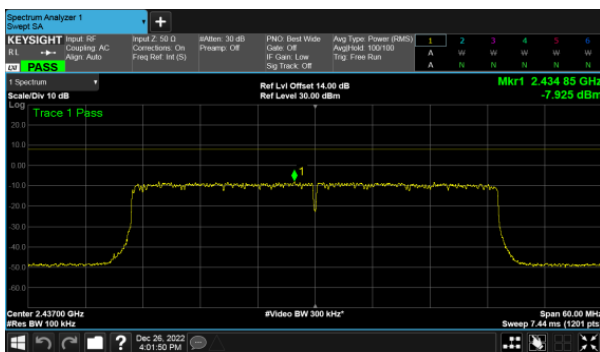 Spectrum Analyzer 1
Swept SA
KEYSIGHT
RL
Input: RF
Coupling: AC
Align: Auto
Input Z: 50 Ω
Corrections: On
Freq Ref: Int (S)
#Atten: 30 dB
Preamp: Off
PNO: Best Wide
Gate: Off
IF Gain: Low
Sig Track: Off
Avg Type: Power (RMS)
Avg|Hold: 100/100
Trig: Free Run
1 2 3 4 5 6
A W W W W W
A N N N N N
PASS
1 Spectrum
Scale/Div 10 dB
Ref Lvl Offset 14.00 dB
Ref Level 30.00 dBm
Mkr1 2.434 85 GHz
-7.925 dBm
Log
Trace 1 Pass
20.0
10.0
0.00
-10.0
-20.0
-30.0
-40.0
-50.0
-60.0
1
Center 2.43700 GHz
#Res BW 100 kHz
#Video BW 300 kHz*
Span 60.00 MHz
Sweep 7.44 ms (1201 pts)
?
Dec 26, 2022
4:01:50 PM